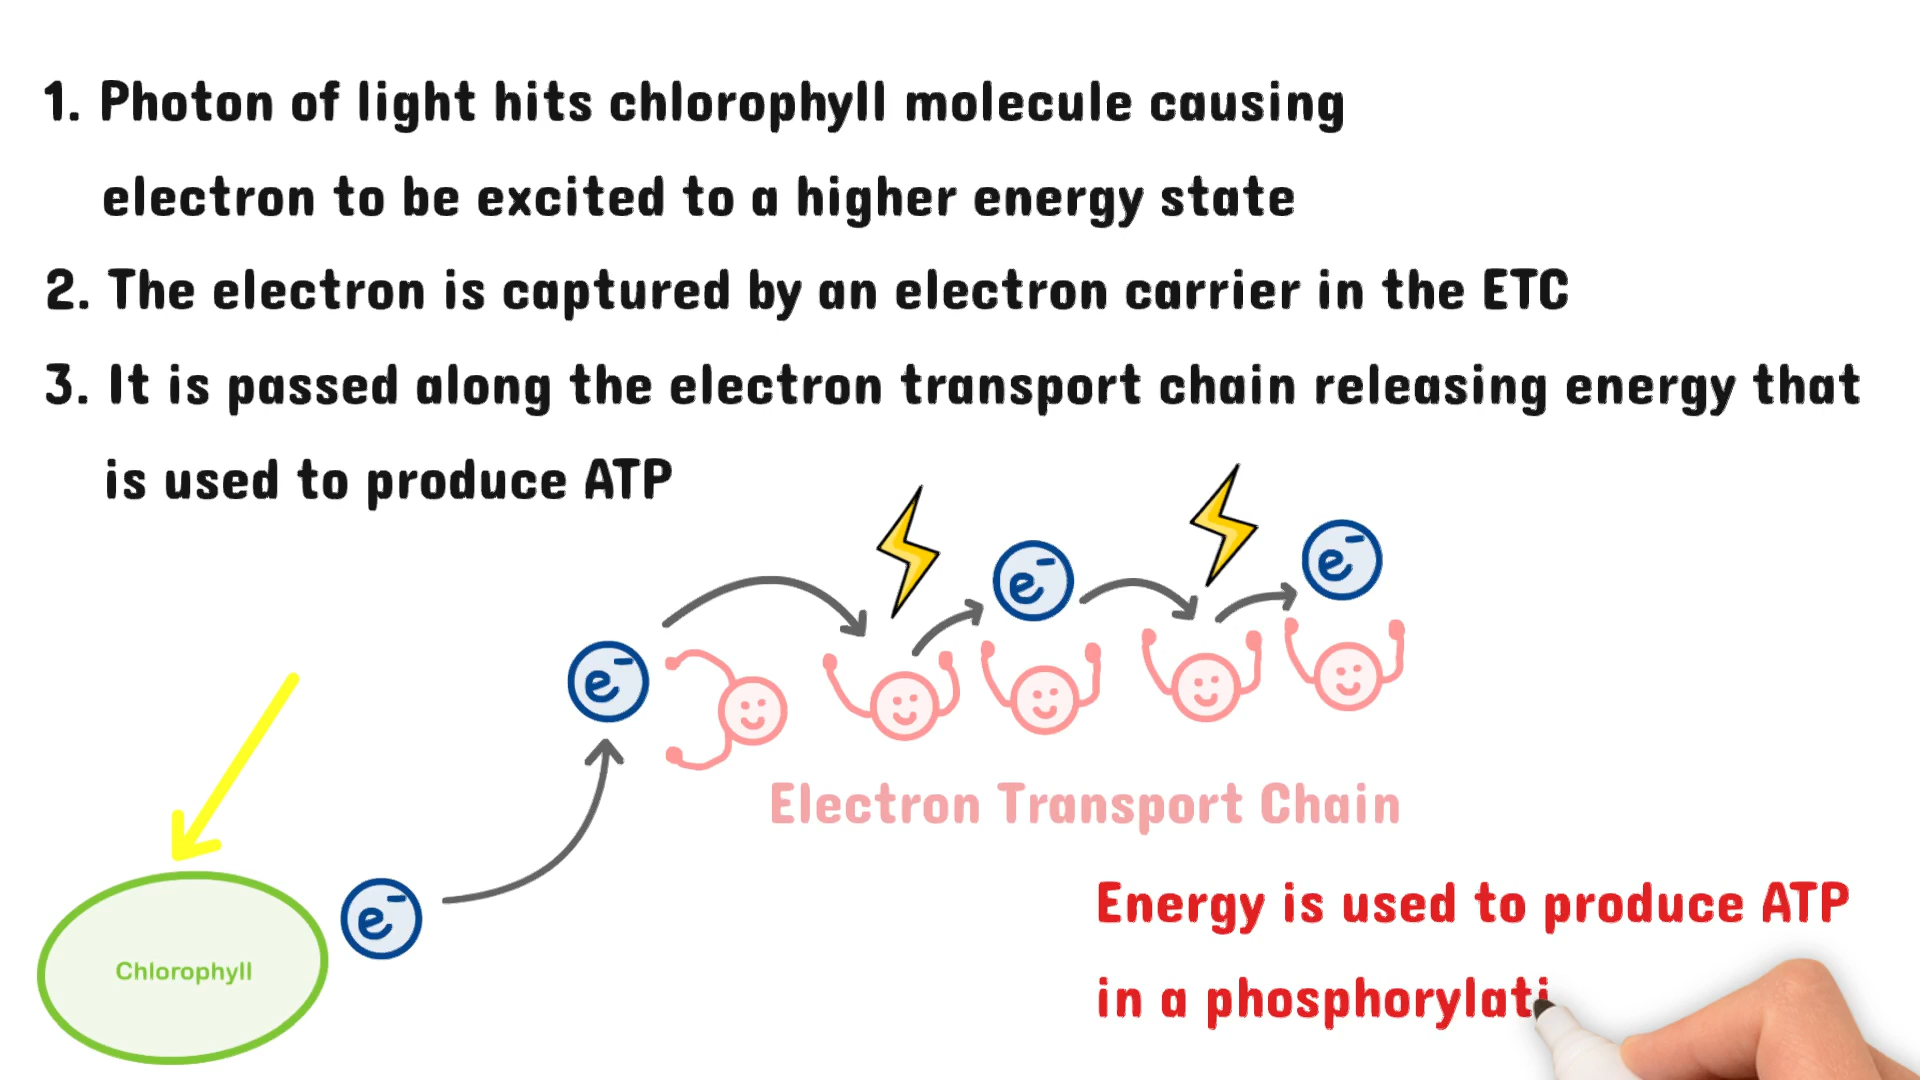 1. Photon of light hits chlorophyll molecule causing
electron to be excited to a higher energy state
2. The electron is captured by an electron carrier in the ETC
3. It is passed along the electron transport chain releasing energy that
is used to produce ATP
e-
e-
e-
e-
Electron Transport Chain
Chlorophyll
Energy is used to produce ATP
in a phosphorylati